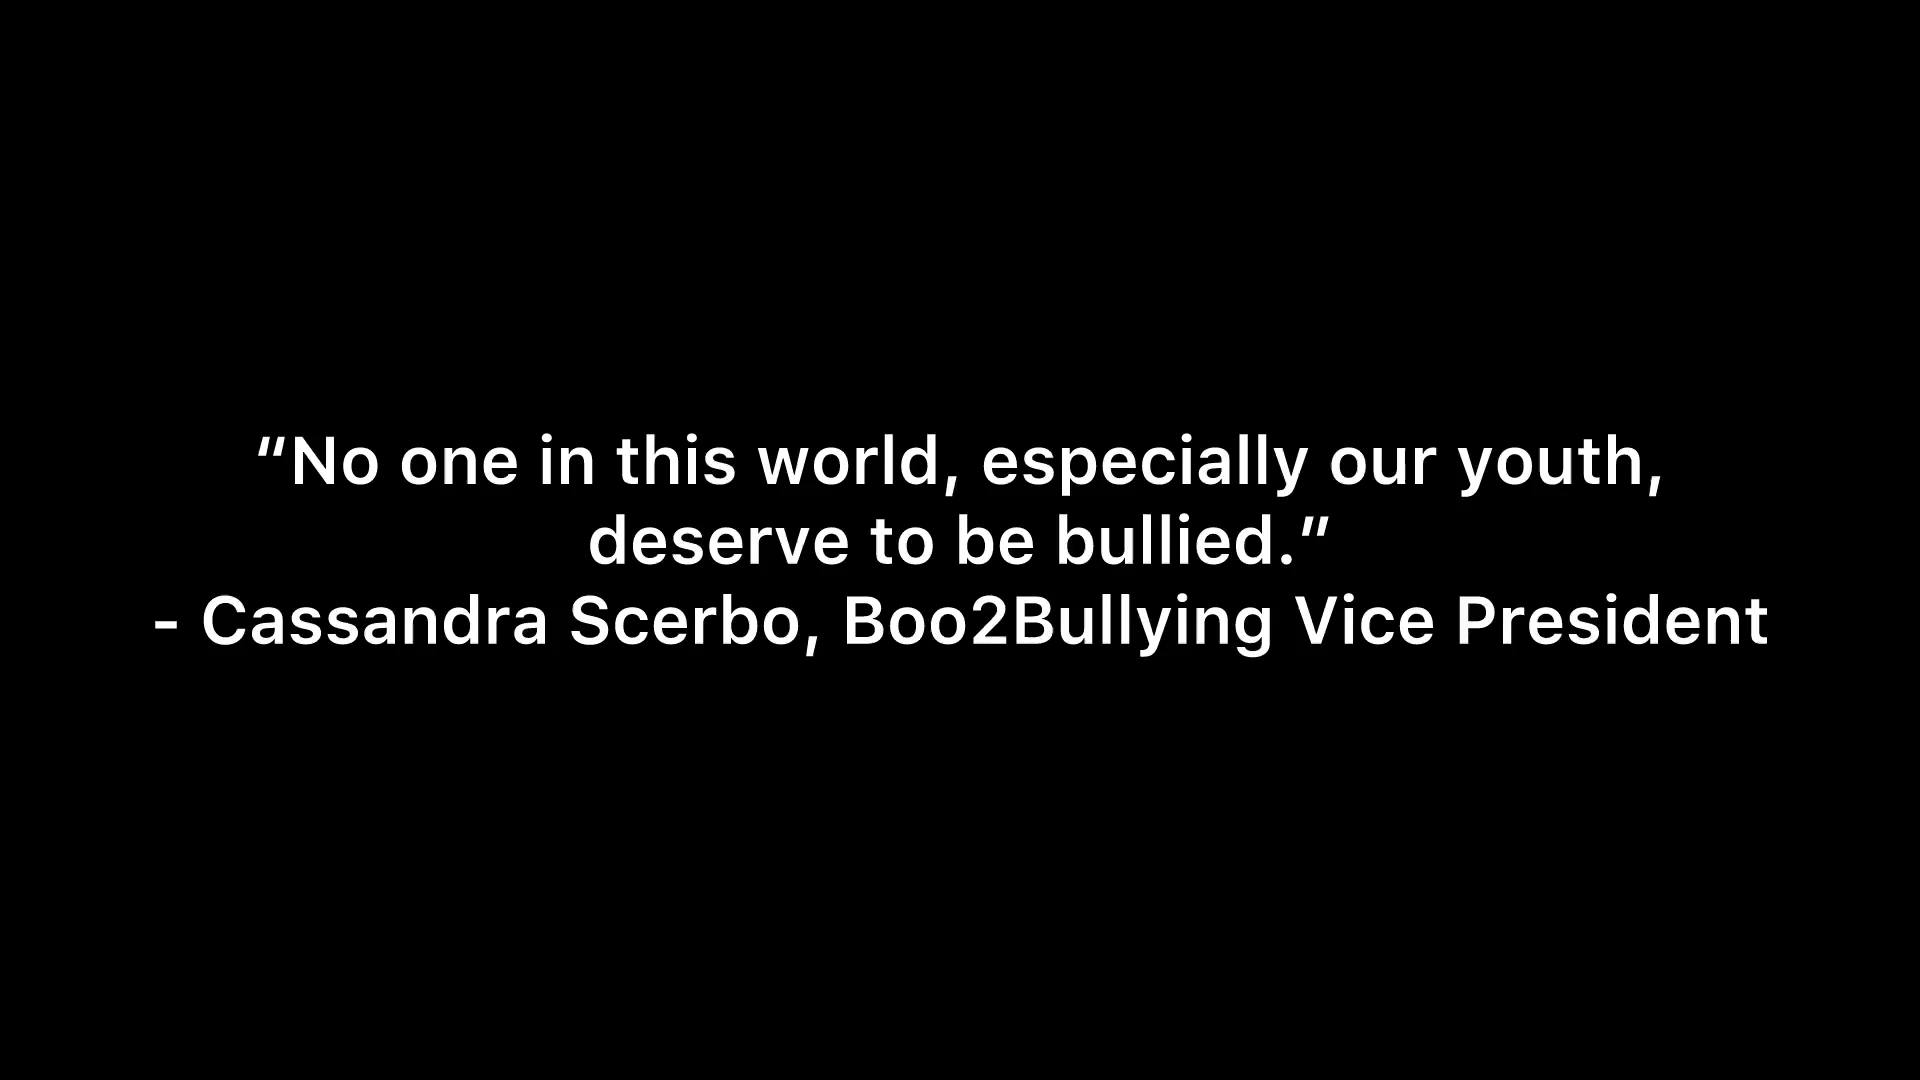 “No one in this world, especially our youth,
deserve to be bullied.”
- Cassandra Scerbo, Boo2Bullying Vice President